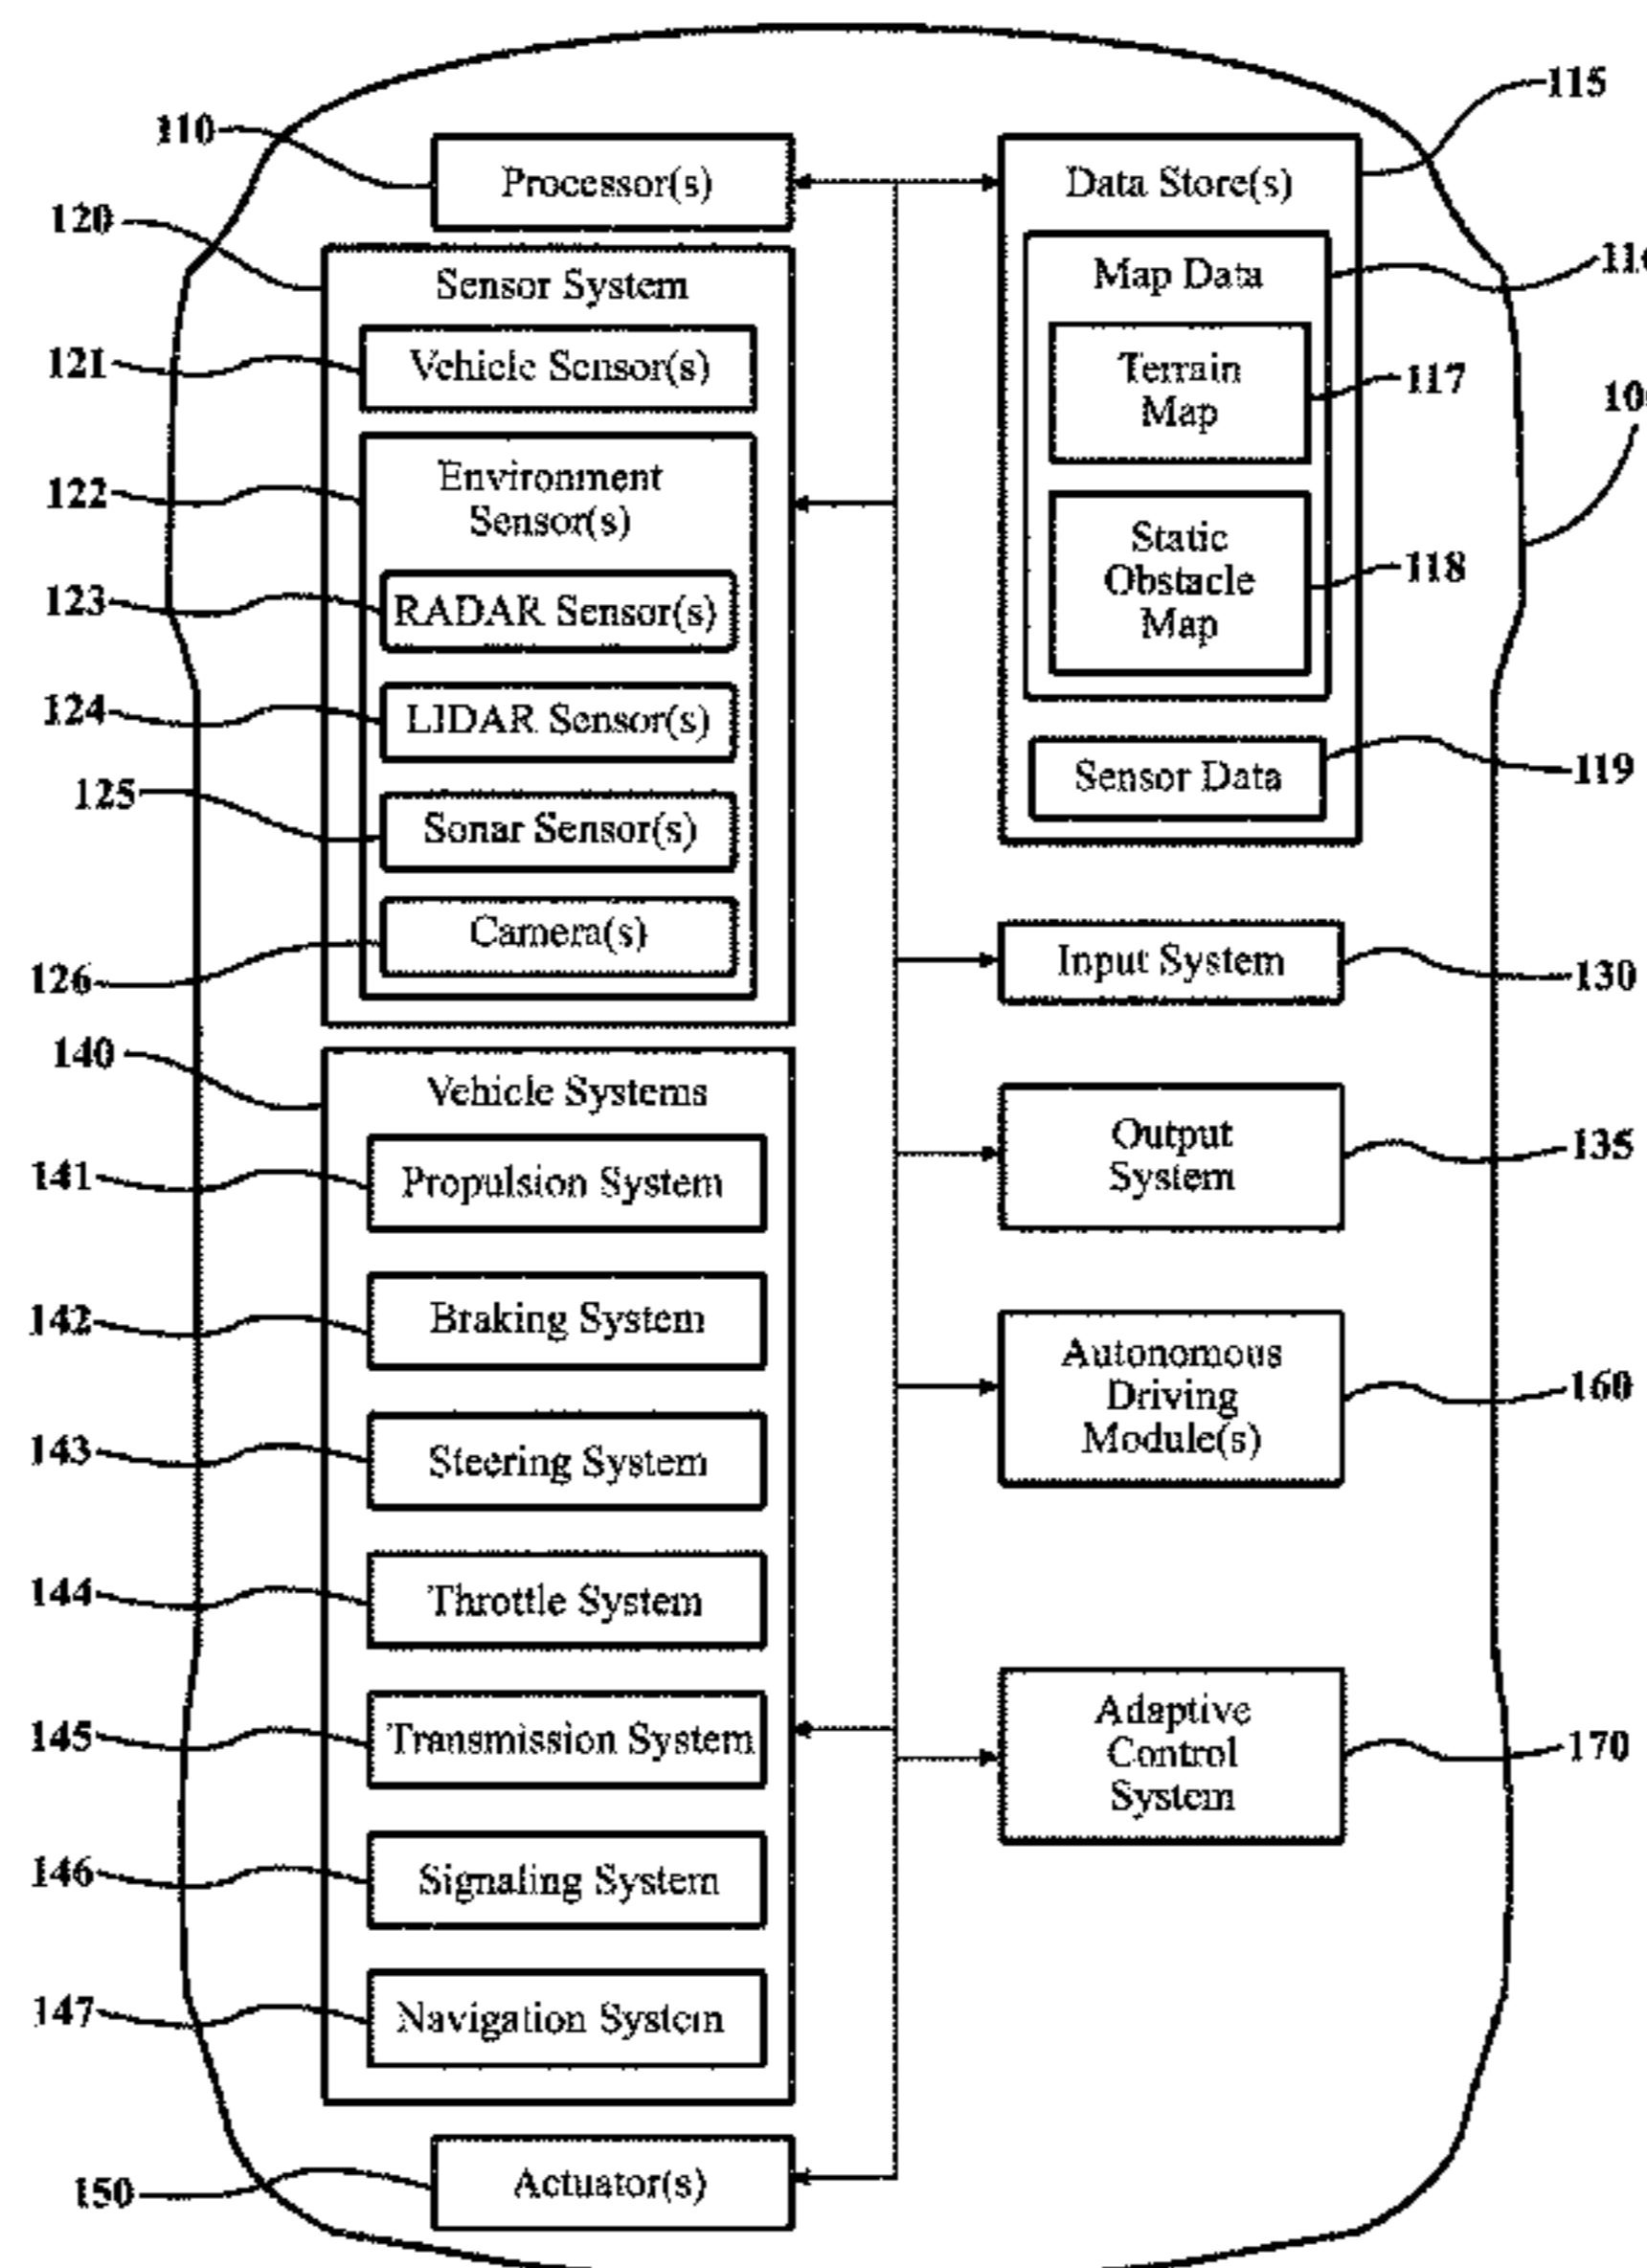 110
Processor(s)
120
Sensor System
121
Vehicle Sensor(s)
122
Environment
Sensor(s)
123
RADAR Sensor(s)
124
LIDAR Sensor(s)
125
Sonar Sensor(s)
126
Camera(s)
140
Vehicle Systems
141
Propulsion System
142
Braking System
143
Steering System
144
Throttle System
145
Transmission System
146
Signaling System
147
Navigation System
150
Actuator(s)
115
Data Store(s)
Map Data
Terrain
Map
117
Static
Obstacle
Map
118
Sensor Data
119
Input System
130
Output
System
135
Autonomous
Driving
Module(s)
160
Adaptive
Control
System
170